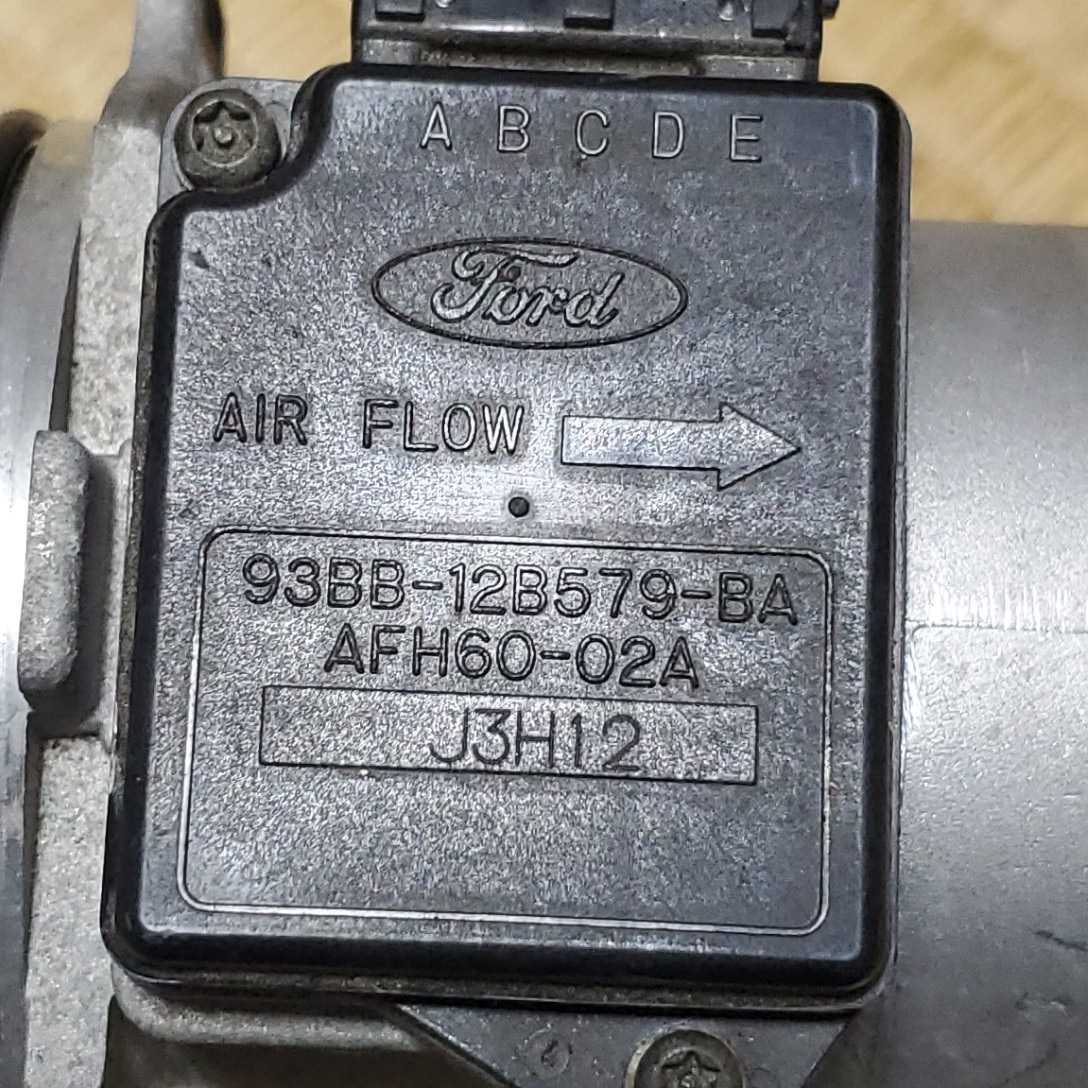 A B C D E
Ford
AIR FLOW
93BB-12B579-BA
AFH60-02A
J3H12